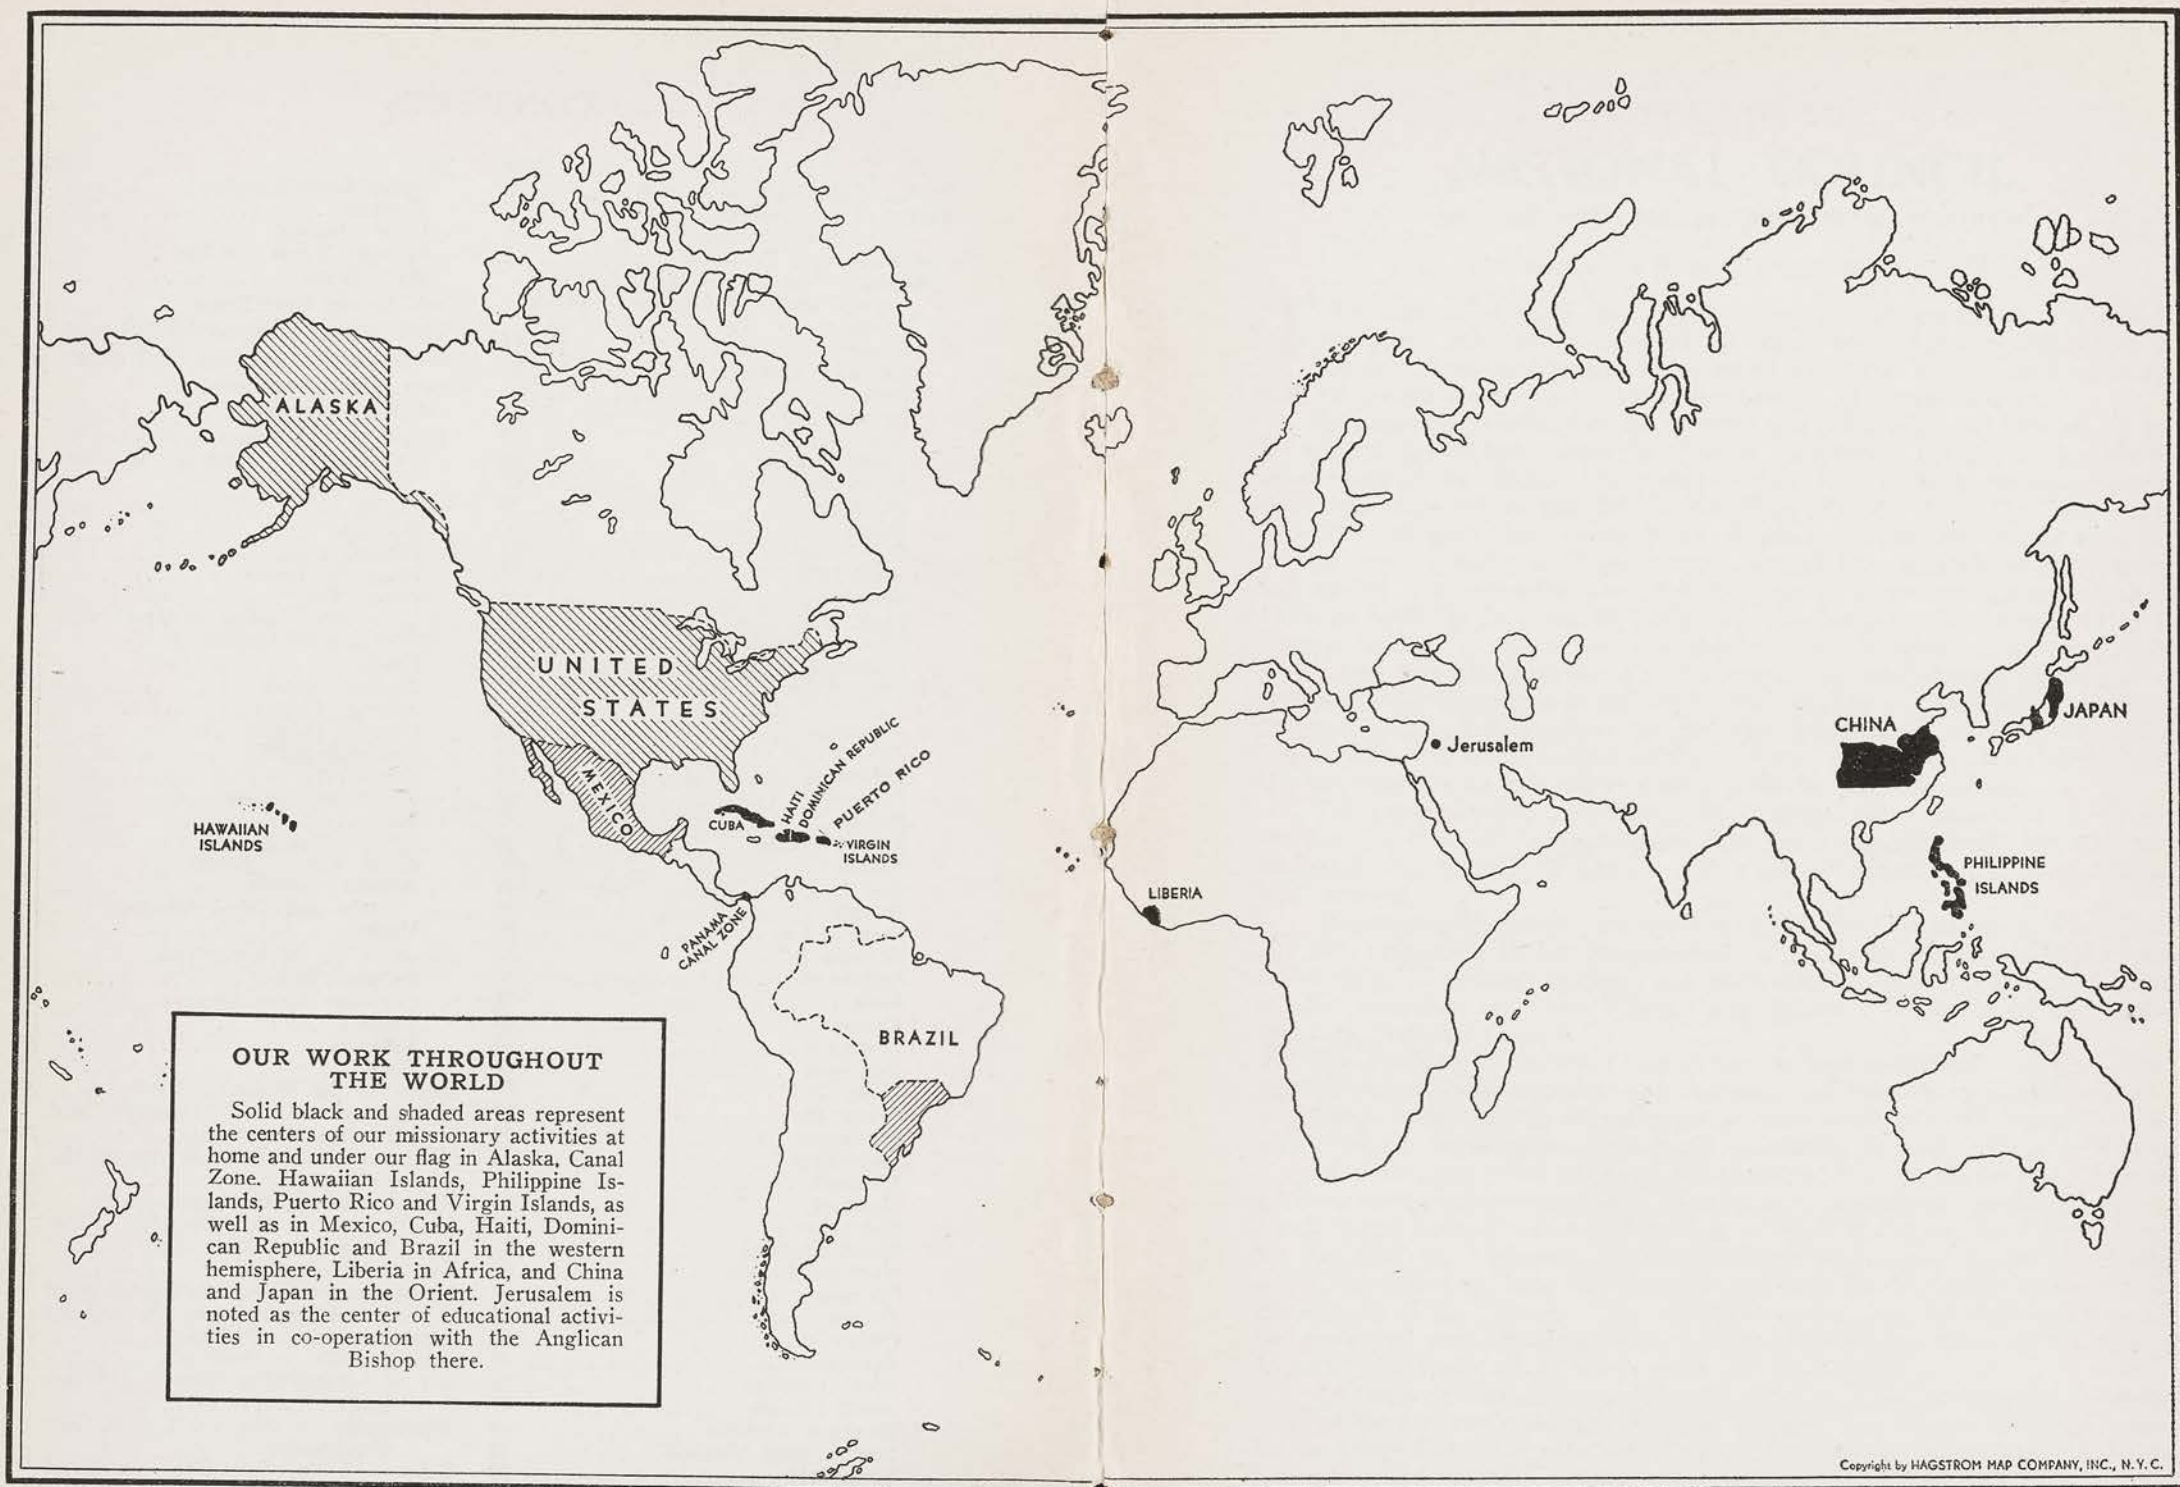 ALASKA
UNITED
STATES
MEXICO
HAWAIIAN
ISLANDS
CUBA
HAITI
DOMINICAN REPUBLIC
PUERTO RICO
VIRGIN
ISLANDS
PANAMA
CANAL ZONE
BRAZIL
LIBERIA
Jerusalem
CHINA
JAPAN
PHILIPPINE
ISLANDS
OUR WORK THROUGHOUT
THE WORLD
Solid black and shaded areas represent
the centers of our missionary activities at
home and under our flag in Alaska, Canal
Zone. Hawaiian Islands, Philippine Is-
lands, Puerto Rico and Virgin Islands, as
well as in Mexico, Cuba, Haiti, Domini-
can Republic and Brazil in the western
hemisphere, Liberia in Africa, and China
and Japan in the Orient. Jerusalem is
noted as the center of educational activi-
ties in co-operation with the Anglican
Bishop there.
Copyright by HAGSTROM MAP COMPANY, INC., N.Y.C.